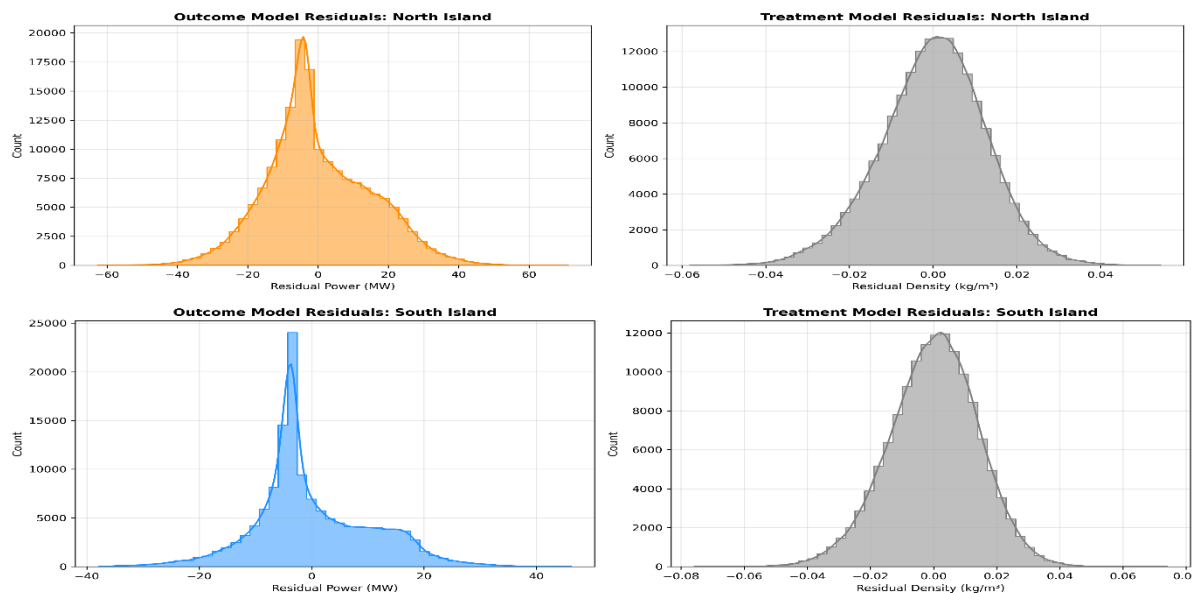 Outcome Model Residuals: North Island
20000
17500
15000
12500
10000
7500
5000
2500
0
Count
−60 −40 −20 0 20 40 60
Residual Power (MW)
Treatment Model Residuals: North Island
12000
10000
8000
6000
4000
2000
0
Count
−0.06 −0.04 −0.02 0.00 0.02 0.04
Residual Density (kg/m³)
Outcome Model Residuals: South Island
25000
20000
15000
10000
5000
0
Count
−40 −20 0 20 40
Residual Power (MW)
Treatment Model Residuals: South Island
12000
10000
8000
6000
4000
2000
0
Count
−0.08 −0.06 −0.04 −0.02 0.00 0.02 0.04 0.06 0.0
Residual Density (kg/m³)